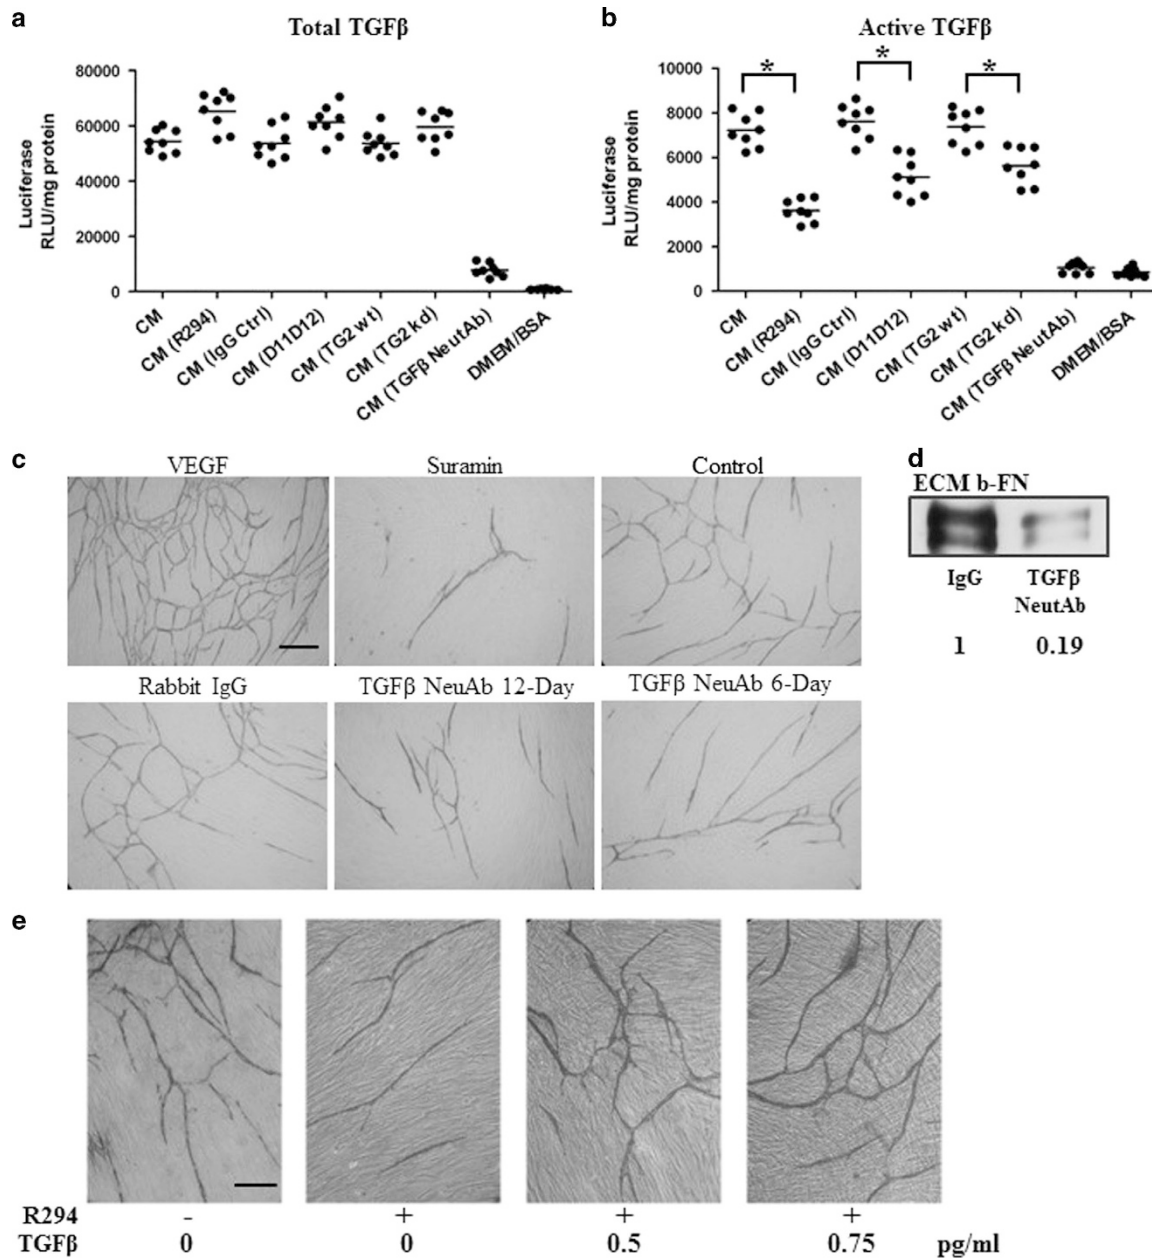 a
Total TGFβ
Luciferase
RLU/mg protein
80000
60000
40000
20000
0
CM
CM (R294)
CM (IgG Ctrl)
CM (D11D12)
CM (TG2 wt)
CM (TG2 kd)
CM (TGFβ NeutAb)
DMEM/BSA
b
Active TGFβ
Luciferase
RLU/mg protein
10000
8000
6000
4000
2000
0
* * *
CM
CM (R294)
CM (IgG Ctrl)
CM (D11D12)
CM (TG2 wt)
CM (TG2 kd)
CM (TGFβ NeutAb)
DMEM/BSA
c
VEGF Suramin Control
Rabbit IgG TGFβ NeuAb 12-Day TGFβ NeuAb 6-Day
d
ECM b-FN
IgG TGFβ
NeutAb
1 0.19
e
R294 - + + +
TGFβ 0 0 0.5 0.75 pg/ml